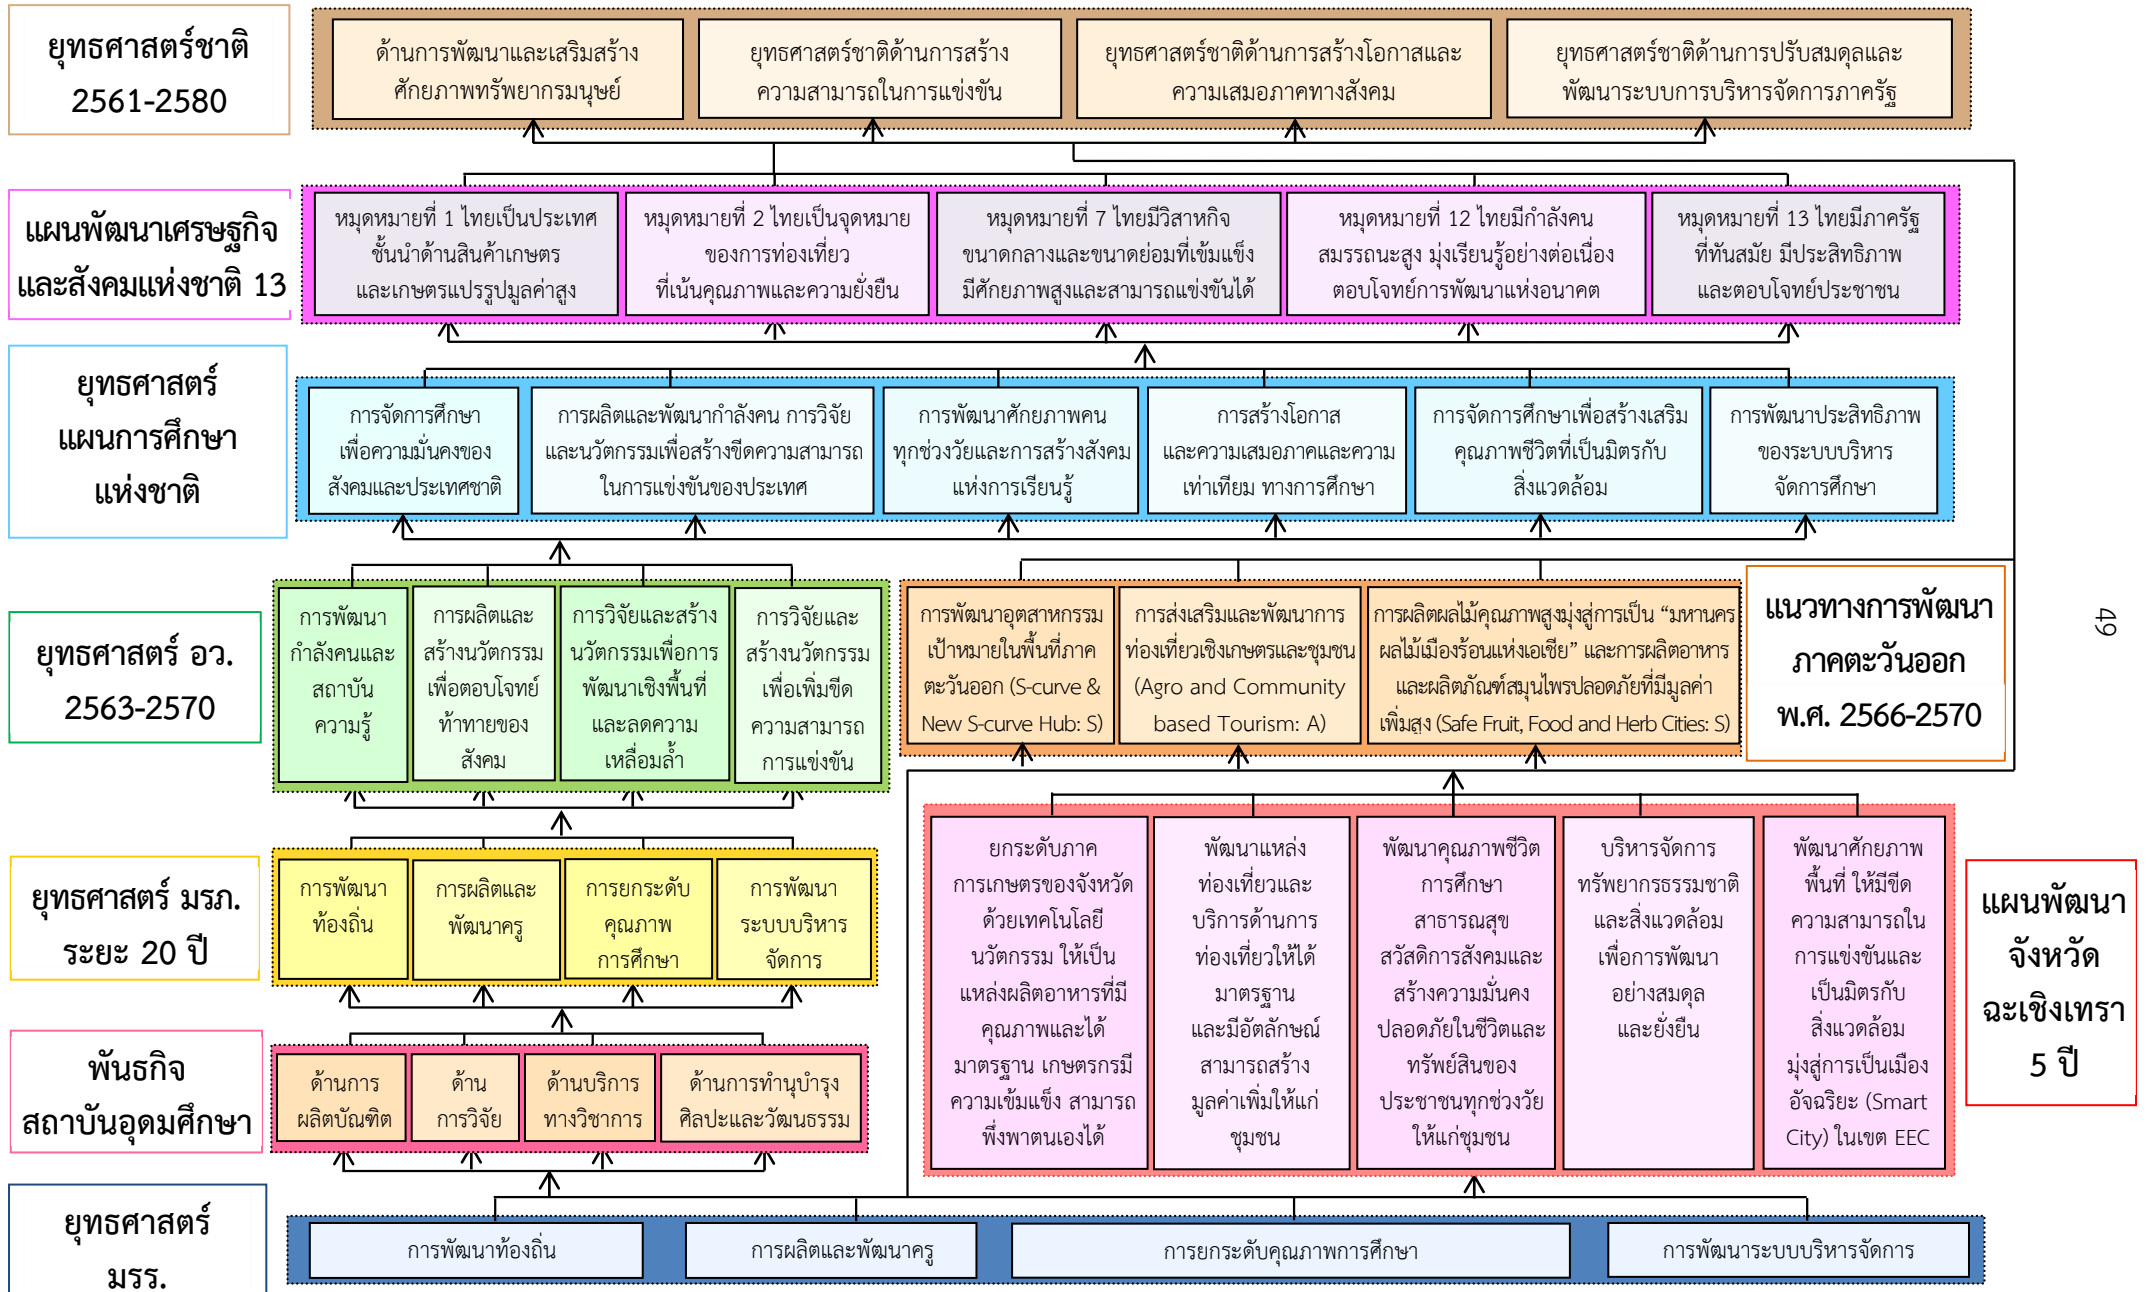 ยุทธศาสตร์ชาติ
2561-2580
ด้านการพัฒนาและเสริมสร้าง
ศักยภาพทรัพยากรมนุษย์
ยุทธศาสตร์ชาติด้านการสร้าง
ความสามารถในการแข่งขัน
ยุทธศาสตร์ชาติด้านการสร้างโอกาสและ
ความเสมอภาคทางสังคม
ยุทธศาสตร์ชาติด้านการปรับสมดุลและ
พัฒนาระบบการบริหารจัดการภาครัฐ
แผนพัฒนาเศรษฐกิจ
และสังคมแห่งชาติ 13
หมุดหมายที่ 1 ไทยเป็นประเทศ
ชั้นนำด้านสินค้าเกษตร
และเกษตรแปรรูปมูลค่าสูง
หมุดหมายที่ 2 ไทยเป็นจุดหมาย
ของการท่องเที่ยว
ที่เน้นคุณภาพและความยั่งยืน
หมุดหมายที่ 7 ไทยมีวิสาหกิจ
ขนาดกลางและขนาดย่อมที่เข้มแข็ง
มีศักยภาพสูงและสามารถแข่งขันได้
หมุดหมายที่ 12 ไทยมีกำลังคน
สมรรถนะสูง มุ่งเรียนรู้อย่างต่อเนื่อง
ตอบโจทย์การพัฒนาแห่งอนาคต
หมุดหมายที่ 13 ไทยมีภาครัฐ
ที่ทันสมัย มีประสิทธิภาพ
และตอบโจทย์ประชาชน
ยุทธศาสตร์
แผนการศึกษา
แห่งชาติ
การจัดการศึกษา
เพื่อความมั่นคงของ
สังคมและประเทศชาติ
การผลิตและพัฒนากำลังคน การวิจัย
และนวัตกรรมเพื่อสร้างขีดความสามารถ
ในการแข่งขันของประเทศ
การพัฒนาศักยภาพคน
ทุกช่วงวัยและการสร้างสังคม
แห่งการเรียนรู้
การสร้างโอกาส
และความเสมอภาคและความ
เท่าเทียม ทางการศึกษา
การจัดการศึกษาเพื่อสร้างเสริม
คุณภาพชีวิตที่เป็นมิตรกับ
สิ่งแวดล้อม
การพัฒนาประสิทธิภาพ
ของระบบบริหาร
จัดการศึกษา
ยุทธศาสตร์ อว.
2563-2570
การพัฒนา
กำลังคนและ
สถาบัน
ความรู้
การผลิตและ
สร้างนวัตกรรม
เพื่อตอบโจทย์
ท้าทายของ
สังคม
การวิจัยและสร้าง
นวัตกรรมเพื่อการ
พัฒนาเชิงพื้นที่
และลดความ
เหลื่อมล้ำ
การวิจัยและ
สร้างนวัตกรรม
เพื่อเพิ่มขีด
ความสามารถ
การแข่งขัน
การพัฒนาอุตสาหกรรม
เป้าหมายในพื้นที่ภาค
ตะวันออก (S-curve &
New S-curve Hub: S)
การส่งเสริมและพัฒนาการ
ท่องเที่ยวเชิงเกษตรและชุมชน
(Agro and Community
based Tourism: A)
การผลิตผลไม้คุณภาพสูงมุ่งสู่การเป็น “มหานคร
ผลไม้เมืองร้อนแห่งเอเชีย” และการผลิตอาหาร
และผลิตภัณฑ์สมุนไพรปลอดภัยที่มีมูลค่า
เพิ่มสูง (Safe Fruit, Food and Herb Cities: S)
แนวทางการพัฒนา
ภาคตะวันออก
พ.ศ. 2566-2570
49
ยุทธศาสตร์ มรภ.
ระยะ 20 ปี
การพัฒนา
ท้องถิ่น
การผลิตและ
พัฒนาครู
การยกระดับ
คุณภาพ
การศึกษา
การพัฒนา
ระบบบริหาร
จัดการ
ยกระดับภาค
การเกษตรของจังหวัด
ด้วยเทคโนโลยี
นวัตกรรม ให้เป็น
แหล่งผลิตอาหารที่มี
คุณภาพและได้
มาตรฐาน เกษตรกรมี
ความเข้มแข็ง สามารถ
พึ่งพาตนเองได้
พัฒนาแหล่ง
ท่องเที่ยวและ
บริการด้านการ
ท่องเที่ยวให้ได้
มาตรฐาน
และมีอัตลักษณ์
สามารถสร้าง
มูลค่าเพิ่มให้แก่
ชุมชน
พัฒนาคุณภาพชีวิต
การศึกษา
สาธารณสุข
สวัสดิการสังคมและ
สร้างความมั่นคง
ปลอดภัยในชีวิตและ
ทรัพย์สินของ
ประชาชนทุกช่วงวัย
ให้แก่ชุมชน
บริหารจัดการ
ทรัพยากรธรรมชาติ
และสิ่งแวดล้อม
เพื่อการพัฒนา
อย่างสมดุล
และยั่งยืน
พัฒนาศักยภาพ
พื้นที่ ให้มีขีด
ความสามารถใน
การแข่งขันและ
เป็นมิตรกับ
สิ่งแวดล้อม
มุ่งสู่การเป็นเมือง
อัจฉริยะ (Smart
City) ในเขต EEC
แผนพัฒนา
จังหวัด
ฉะเชิงเทรา
5 ปี
พันธกิจ
สถาบันอุดมศึกษา
ด้านการ
ผลิตบัณฑิต
ด้าน
การวิจัย
ด้านบริการ
ทางวิชาการ
ด้านการทำนุบำรุง
ศิลปะและวัฒนธรรม
ยุทธศาสตร์
มรร.
การพัฒนาท้องถิ่น
การผลิตและพัฒนาครู
การยกระดับคุณภาพการศึกษา
การพัฒนาระบบบริหารจัดการ